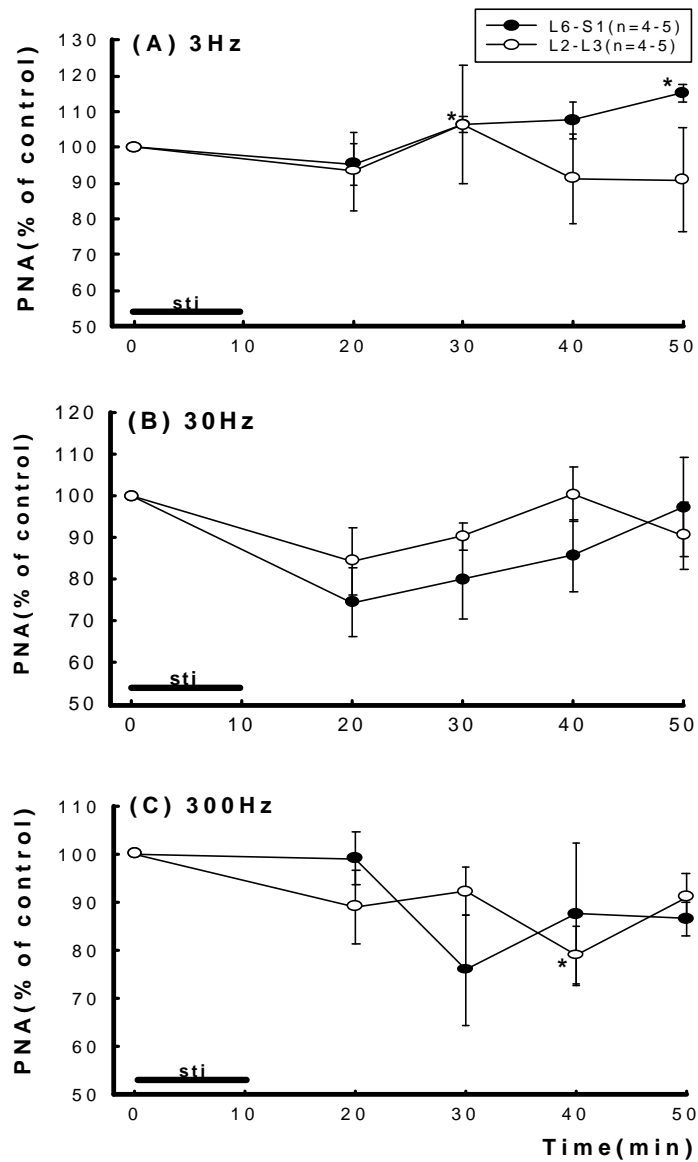 L6-S1(n=4-5)
L2-L3(n=4-5)
(A) 3Hz
130
120
110
100
90
80
70
60
50
PNA(% of control)
*
*
sti
0 10 20 30 40 50
(B) 30Hz
120
110
100
90
80
70
60
50
PNA(% of control)
sti
0 10 20 30 40 50
(C) 300Hz
110
100
90
80
70
60
50
PNA(% of control)
*
sti
0 10 20 30 40 50
Time(min)